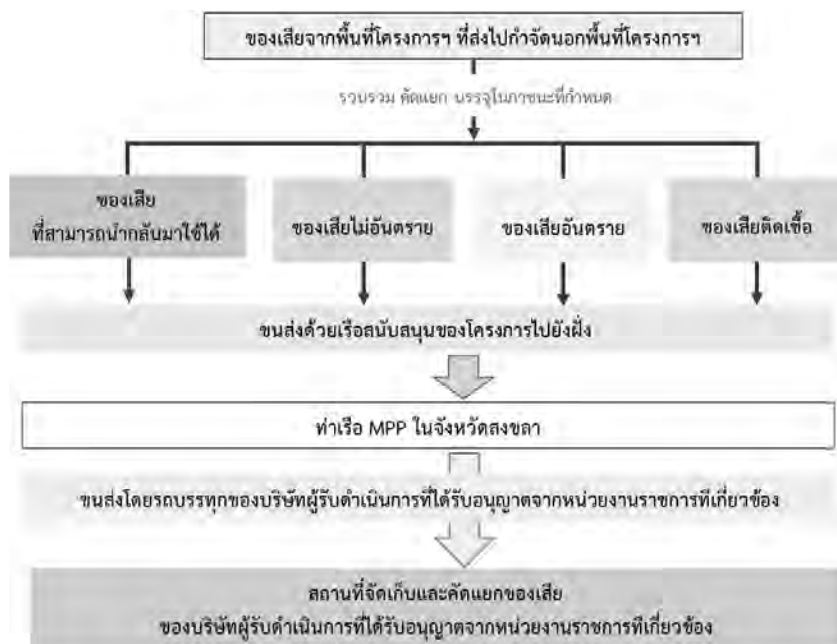 ของเสียจากพื้นที่โครงการฯ ที่ส่งไปกำจัดนอกพื้นที่โครงการฯ
รวบรวม คัดแยก บรรจุในภาชนะที่กำหนด
ของเสีย
ที่สามารถนำกลับมาใช้ได้
ของเสียไม่อันตราย
ของเสียอันตราย
ของเสียติดเชื้อ
ขนส่งด้วยเรือสนับสนุนของโครงการไปยังฝั่ง
ท่าเรือ MPP ในจังหวัดสงขลา
ขนส่งโดยรถบรรทุกของบริษัทผู้รับดำเนินการที่ได้รับอนุญาตจากหน่วยงานราชการที่เกี่ยวข้อง
สถานที่จัดเก็บและคัดแยกของเสีย
ของบริษัทผู้รับดำเนินการที่ได้รับอนุญาตจากหน่วยงานราชการที่เกี่ยวข้อง